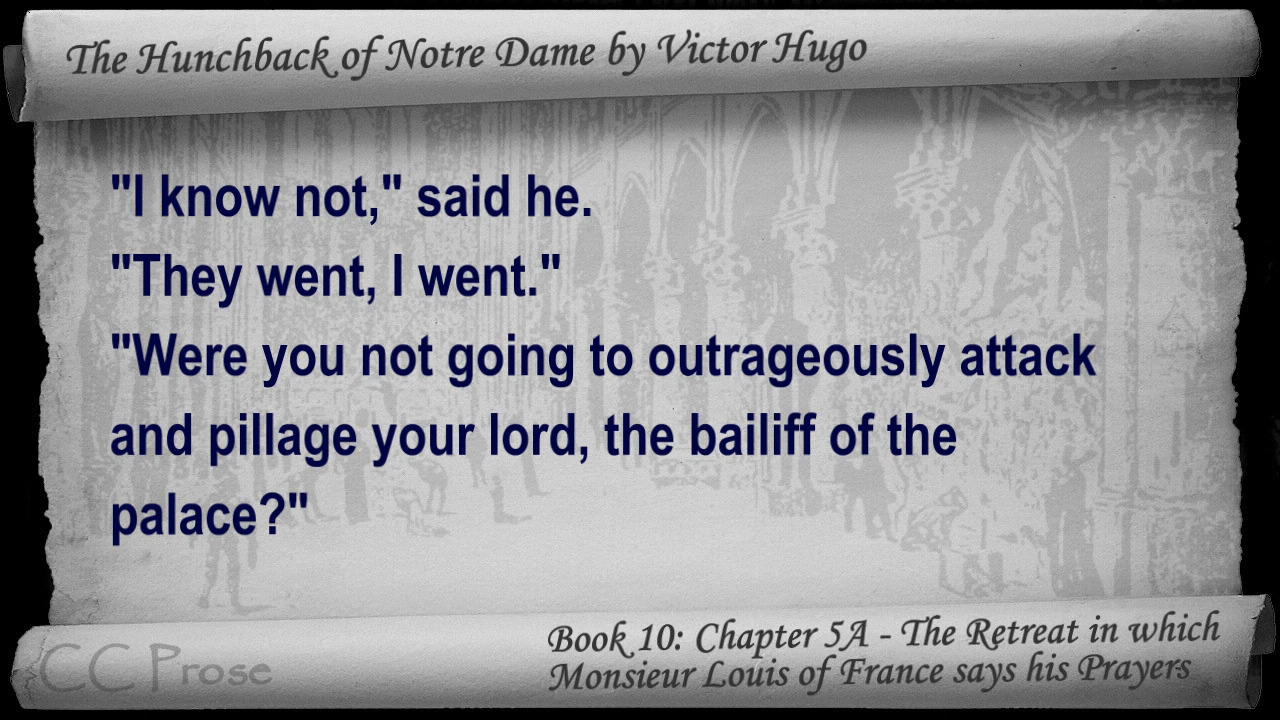 The Hunchback of Notre Dame by Victor Hugo
"I know not," said he.
"They went, I went."
"Were you not going to outrageously attack
and pillage your lord, the bailiff of the
palace?"
CC Prose
Book 10: Chapter 5A - The Retreat in which
Monsieur Louis of France says his Prayers